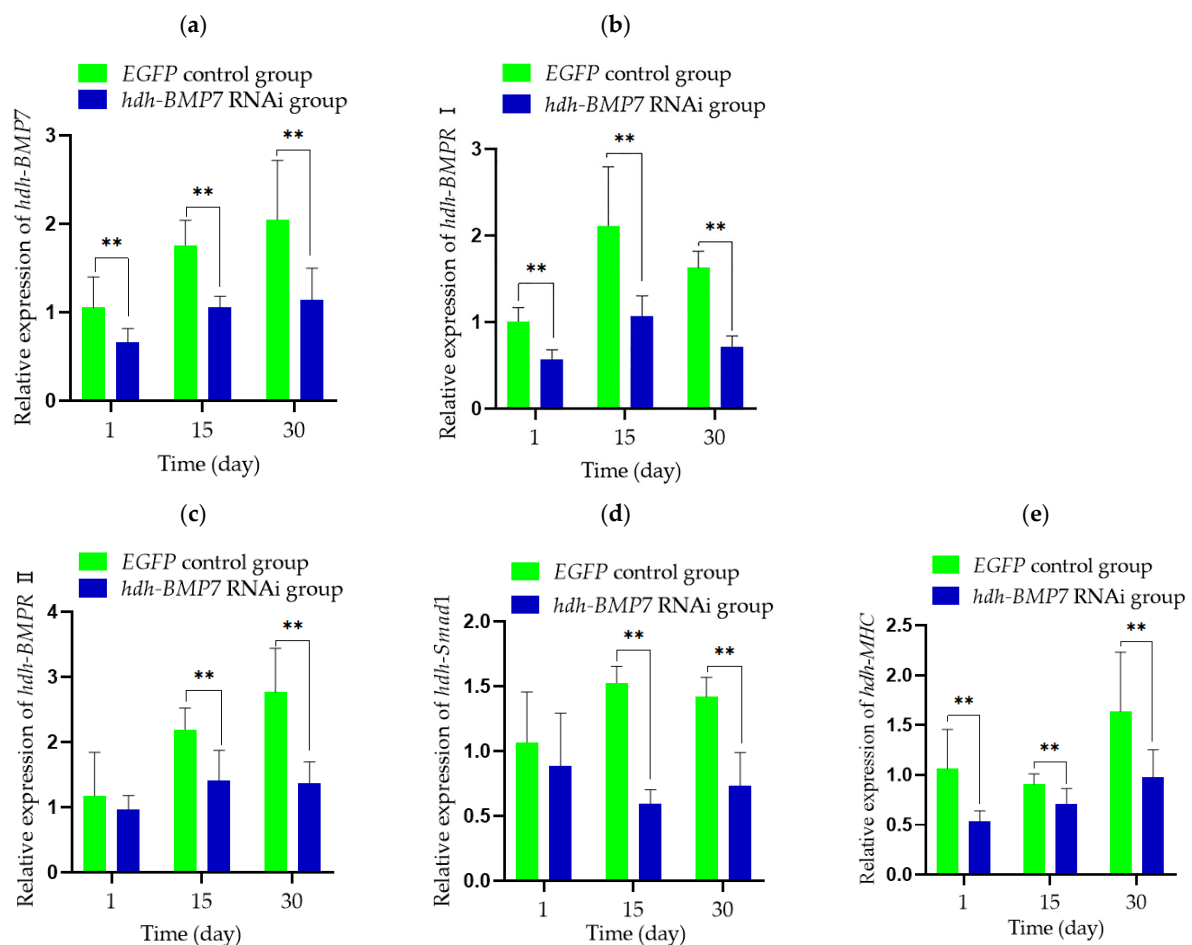 (a)
EGFP control group
hdh-BMP7 RNAi group
Relative expression of hdh-BMP7
3
2
1
0
**
**
**
1 15 30
Time (day)
(b)
EGFP control group
hdh-BMP7 RNAi group
Relative expression of hdh-BMPR Ⅰ
3
2
1
0
**
**
**
1 15 30
Time (day)
(c)
EGFP control group
hdh-BMP7 RNAi group
Relative expression of hdh-BMPR Ⅱ
4
3
2
1
0
**
**
1 15 30
Time (day)
(d)
EGFP control group
hdh-BMP7 RNAi group
Relative expression of hdh-Smad1
2.0
1.5
1.0
0.5
0.0
**
**
1 15 30
Time (day)
(e)
EGFP control group
hdh-BMP7 RNAi group
Relative expression of hdh-MHC
2.5
2.0
1.5
1.0
0.5
0.0
**
**
**
1 15 30
Time (day)